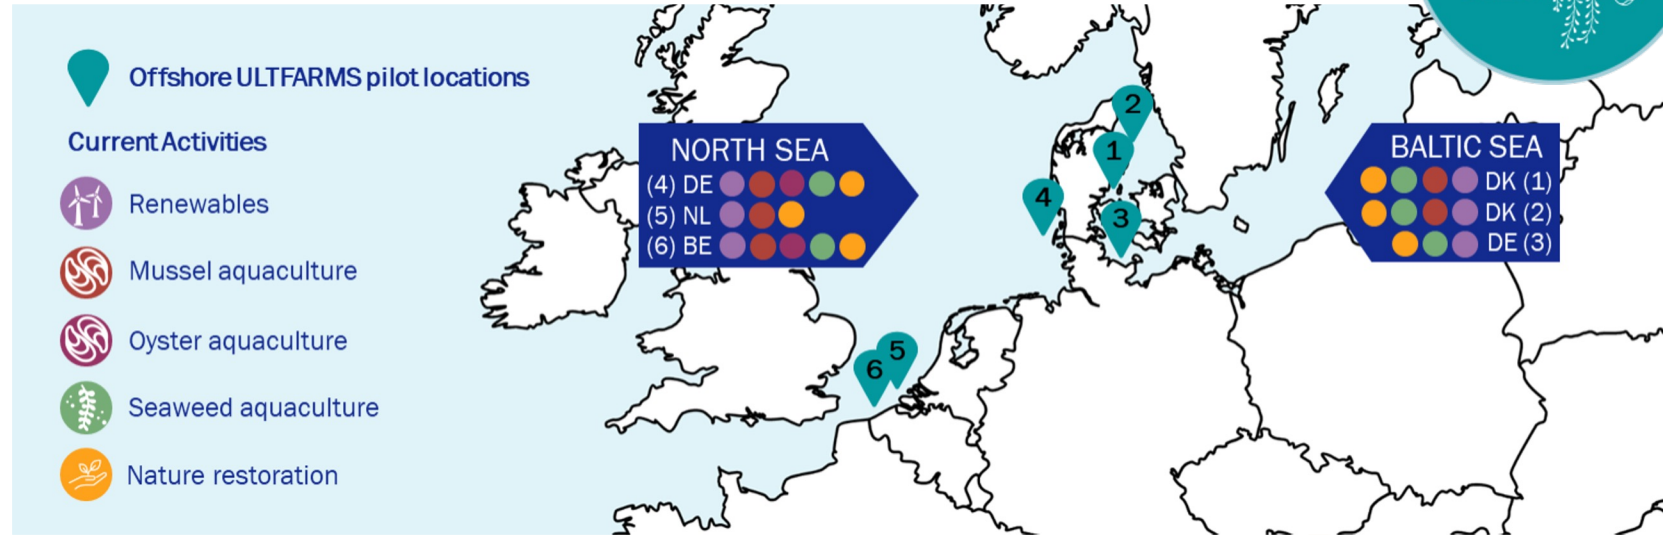 Offshore ULTFARMS pilot locations
Current Activities
Renewables
Mussel aquaculture
Oyster aquaculture
Seaweed aquaculture
Nature restoration
NORTH SEA
(4) DE
(5) NL
(6) BE
2
1
4
3
5
6
BALTIC SEA
DK (1)
DK (2)
DE (3)